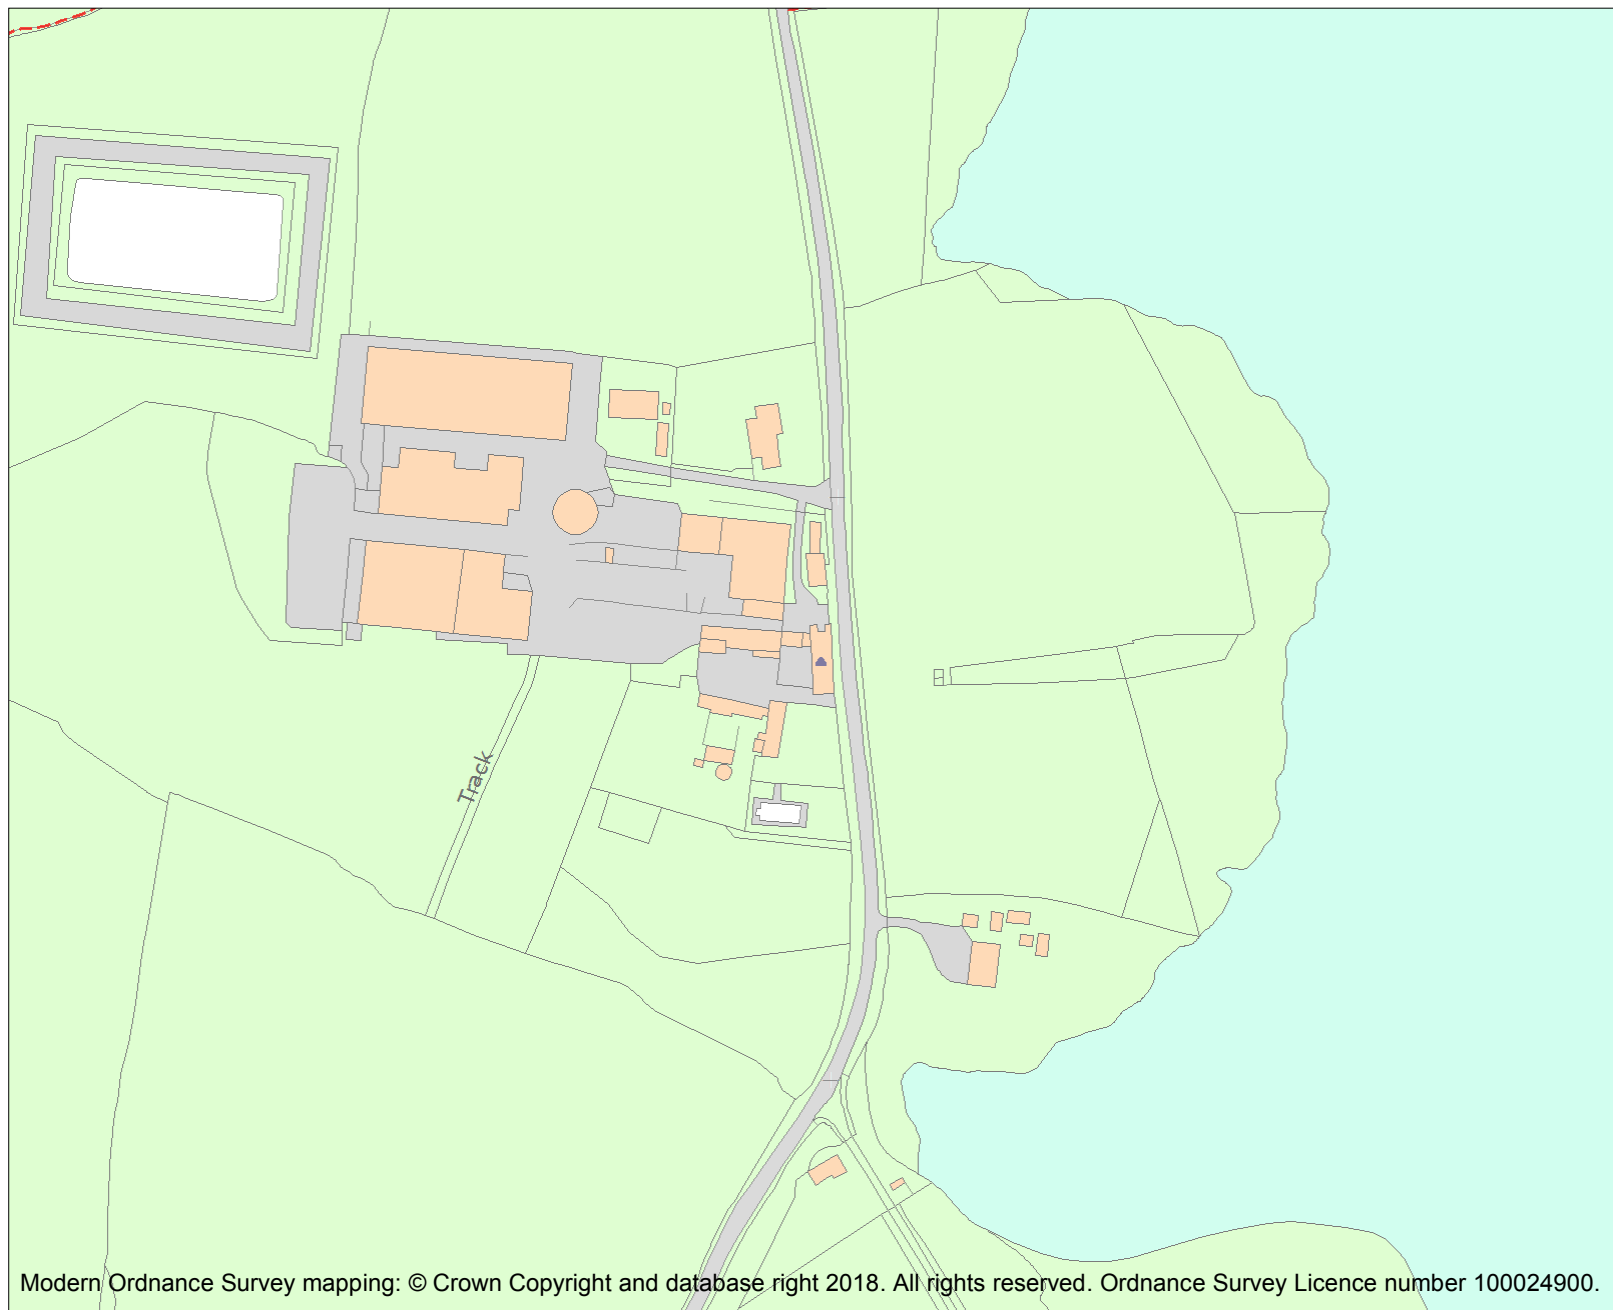 Track
Modern Ordnance Survey mapping: © Crown Copyright and database right 2018. All rights reserved. Ordnance Survey Licence number 100024900.